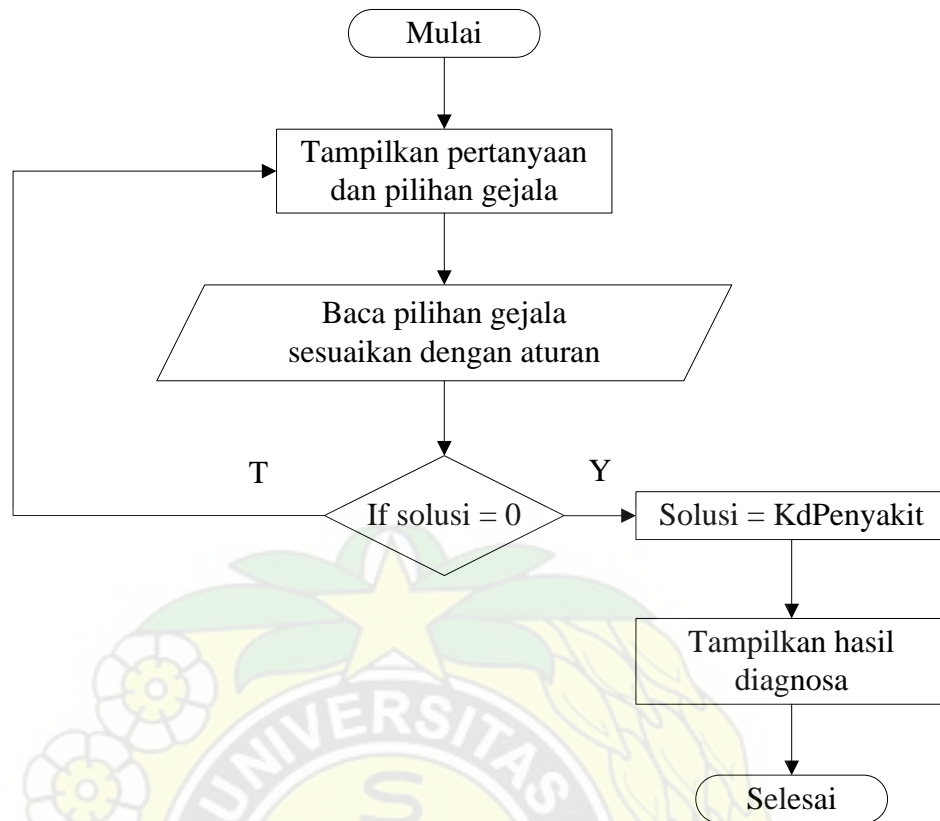 Mulai
Tampilkan pertanyaan
dan pilihan gejala
Baca pilihan gejala
sesuaikan dengan aturan
T
Y
If solusi = 0
Solusi = KdPenyakit
Tampilkan hasil
diagnosa
Selesai
UNIVERSITAS
S